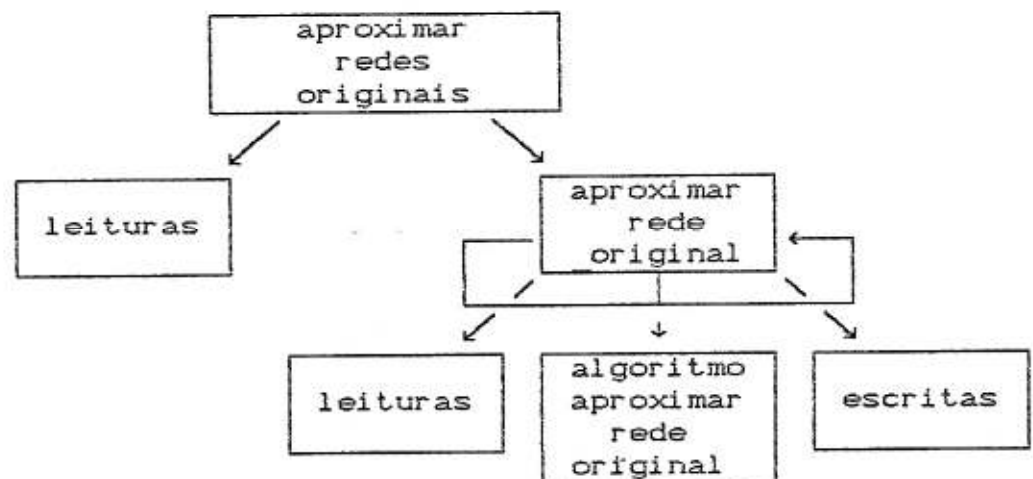 aproximar
redes
originais
leituras
aproximar
rede
original
leituras
algoritmo
aproximar
rede
original
escritas